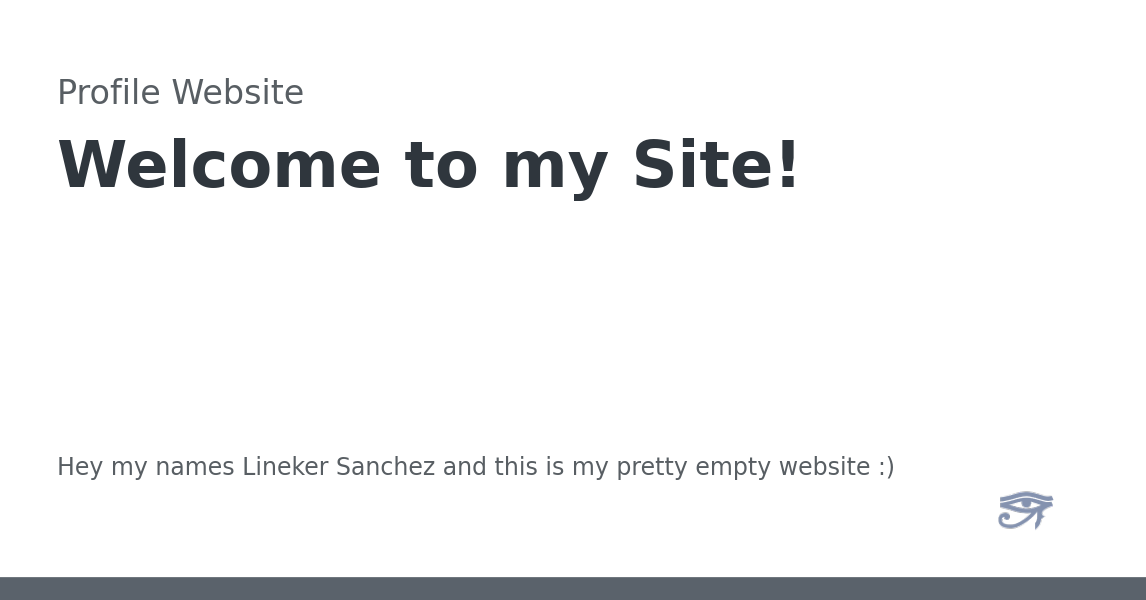 Profile Website
Welcome to my Site!
Hey my names Lineker Sanchez and this is my pretty empty website :)